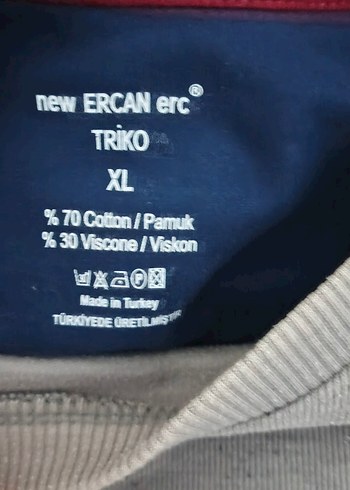 new ERCAN erc®
TRİKO
XL
% 70 Cotton / Pamuk
% 30 Viscone / Viskon
Made in Turkey
TÜRKİYEDE ÜRETİLMİŞTİR